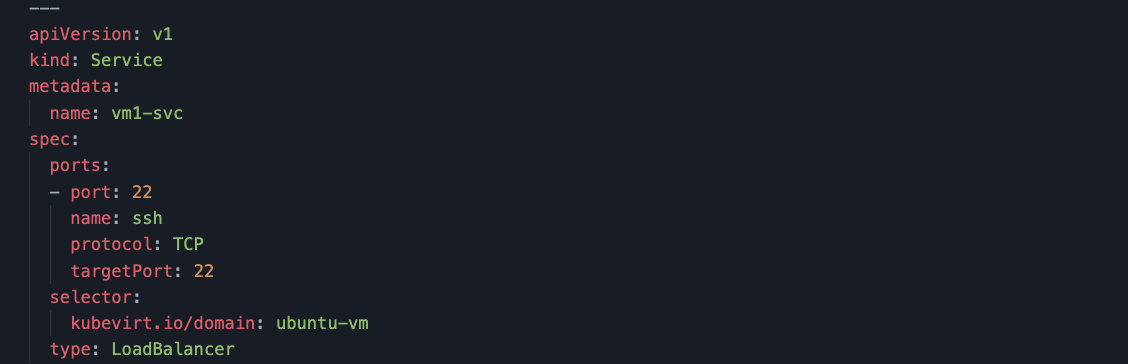 ---
apiVersion: v1
kind: Service
metadata:
  name: vm1-svc
spec:
  ports:
  - port: 22
    name: ssh
    protocol: TCP
    targetPort: 22
  selector:
    kubevirt.io/domain: ubuntu-vm
  type: LoadBalancer